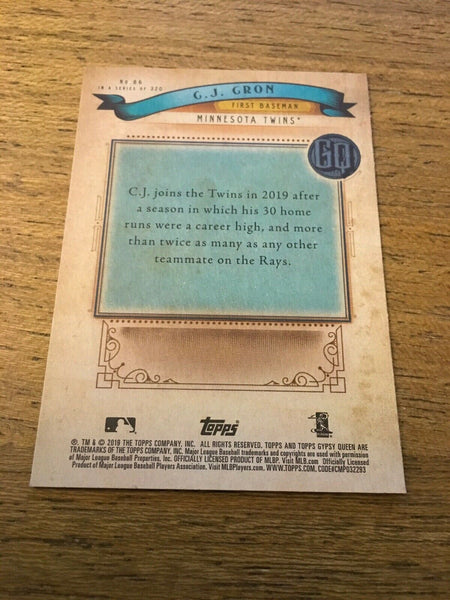 No 66
IN A SERIES OF 320
C.J. CRON
FIRST BASEMAN
MINNESOTA TWINS™
GQ
C.J. joins the Twins in 2019 after
a season in which his 30 home
runs were a career high, and more
than twice as many as any other
teammate on the Rays.
Topps
®, TM & © 2019 THE TOPPS COMPANY, INC. ALL RIGHTS RESERVED. TOPPS AND TOPPS GYPSY QUEEN ARE
TRADEMARKS OF THE TOPPS COMPANY, INC. Major League Baseball trademarks and copyrights are used with permission
of Major League Baseball Properties, Inc. OFFICIALLY LICENSED PRODUCT OF MLBP. Visit MLB.com Officially Licensed
Product of Major League Baseball Players Association. Visit MLBPlayers.com. WWW.TOPPS.COM, CODE#CMP032293